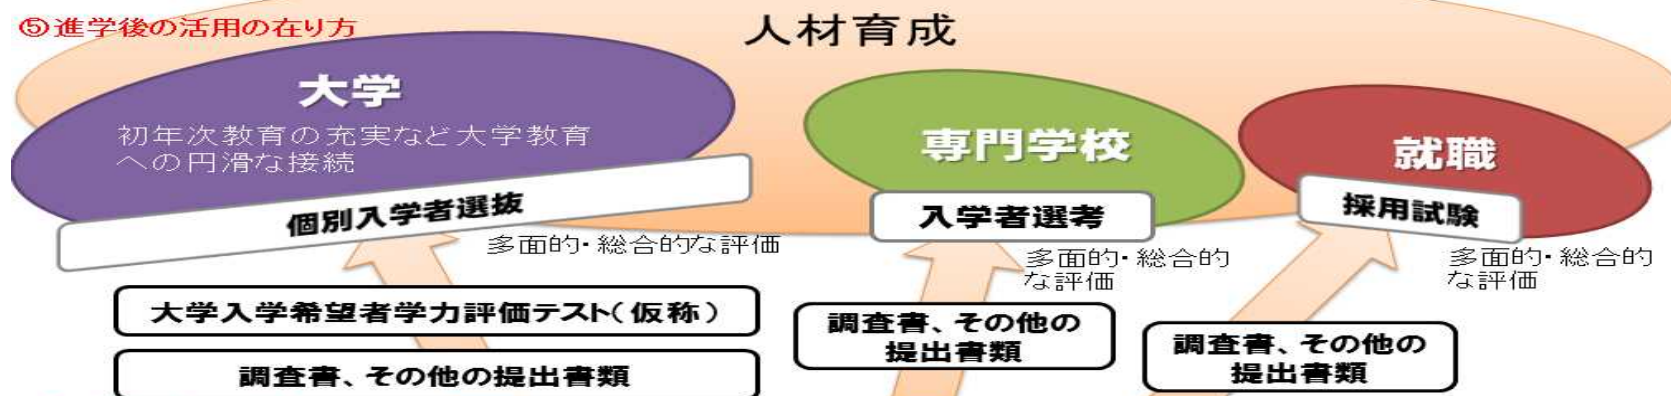 ⑤進学後の活用の在り方
人材育成
大学
初年次教育の充実など大学教育
への円滑な接続
個別入学者選抜
多面的・総合的な評価
大学入学希望者学力評価テスト(仮称)
調査書、その他の提出書類
専門学校
入学者選考
多面的・総合的
な評価
調査書、その他の
提出書類
就職
採用試験
多面的・総合的
な評価
調査書、その他の
提出書類